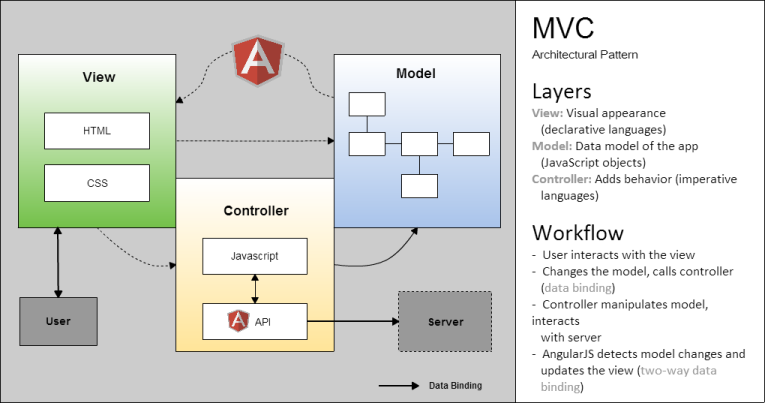 View
HTML
CSS
Model
Controller
Javascript
API
User
Server
Data Binding
MVC
Architectural Pattern
Layers
View: Visual appearance
(declarative languages)
Model: Data model of the app
(JavaScript objects)
Controller: Adds behavior (imperative
languages)
Workflow
- User interacts with the view
- Changes the model, calls controller
(data binding)
- Controller manipulates model,
interacts
with server
- AngularJS detects model changes and
updates the view (two-way data
binding)